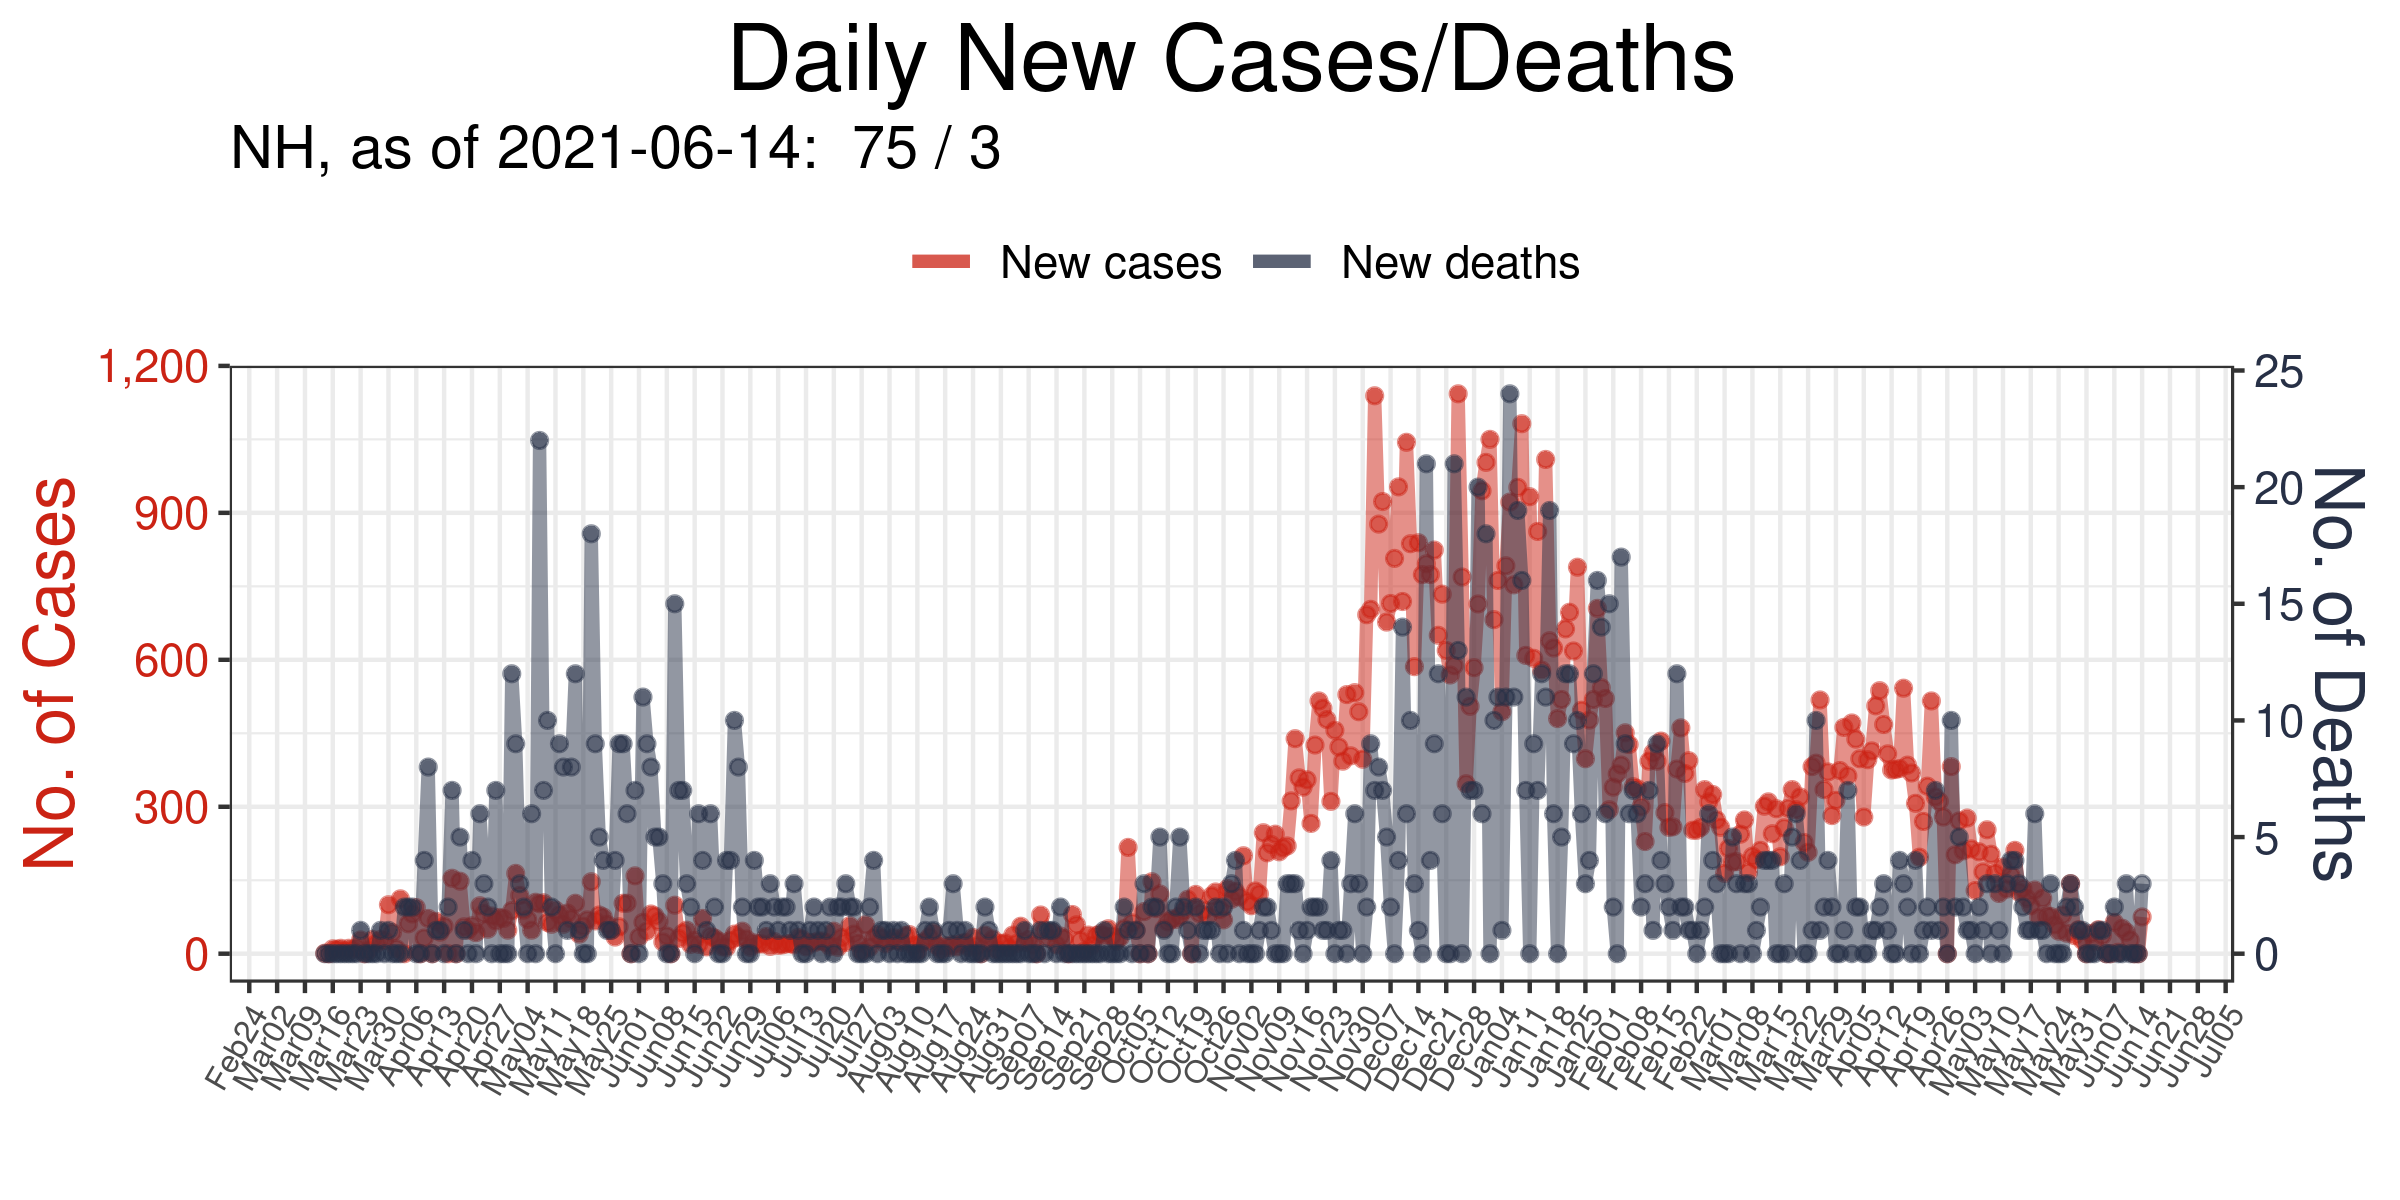 Daily New Cases/Deaths
NH, as of 2021-06-14:  75 / 3
New cases
New deaths
No. of Cases
1,200
900
600
300
0
25
20
15
10
5
0
No. of Deaths
Feb24
Mar02
Mar09
Mar16
Mar23
Mar30
Apr06
Apr13
Apr20
Apr27
May04
May11
May18
May25
Jun01
Jun08
Jun15
Jun22
Jun29
Jul06
Jul13
Jul20
Jul27
Aug03
Aug10
Aug17
Aug24
Aug31
Sep07
Sep14
Sep21
Sep28
Oct05
Oct12
Oct19
Oct26
Nov02
Nov09
Nov16
Nov23
Nov30
Dec07
Dec14
Dec21
Dec28
Jan04
Jan11
Jan18
Jan25
Feb01
Feb08
Feb15
Feb22
Mar01
Mar08
Mar15
Mar22
Mar29
Apr05
Apr12
Apr19
Apr26
May03
May10
May17
May24
May31
Jun07
Jun14
Jun21
Jun28
Jul05